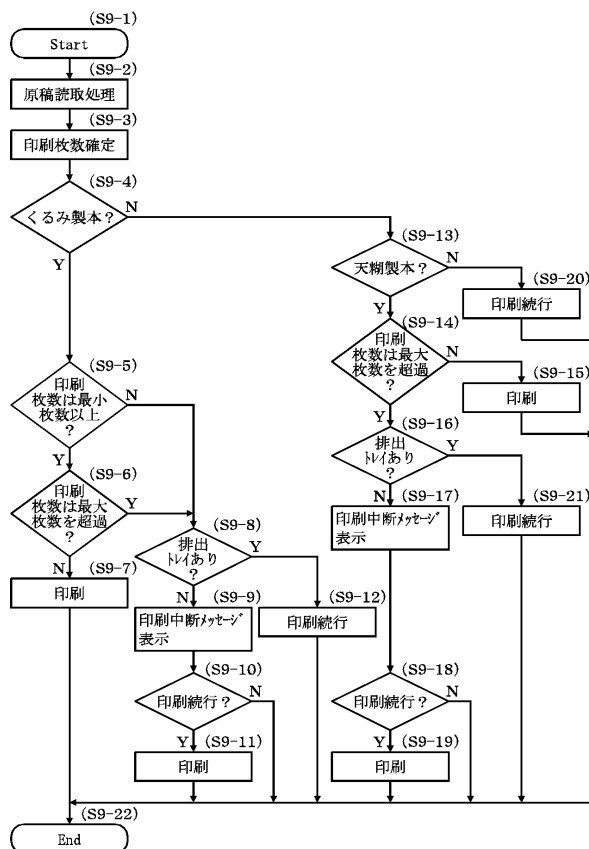 (S9-1)
Start
(S9-2)
原稿読取処理
(S9-3)
印刷枚数確定
(S9-4)
くるみ製本?
N
Y
(S9-13)
天糊製本?
N
Y
(S9-20)
印刷続行
(S9-14)
印刷
枚数は最大
枚数を超過
?
N
Y
(S9-15)
印刷
(S9-5)
印刷
枚数は最小
枚数以上
?
N
Y
(S9-16)
排出
トレイあり
?
Y
N
(S9-6)
印刷
枚数は最大
枚数を超過
?
Y
N
(S9-17)
印刷中断メッセージ
表示
(S9-21)
印刷続行
(S9-7)
印刷
(S9-8)
排出
トレイあり
?
Y
N
(S9-9)
印刷中断メッセージ
表示
(S9-12)
印刷続行
(S9-10)
印刷続行?
N
Y
(S9-11)
印刷
(S9-18)
印刷続行?
N
Y
(S9-19)
印刷
(S9-22)
End